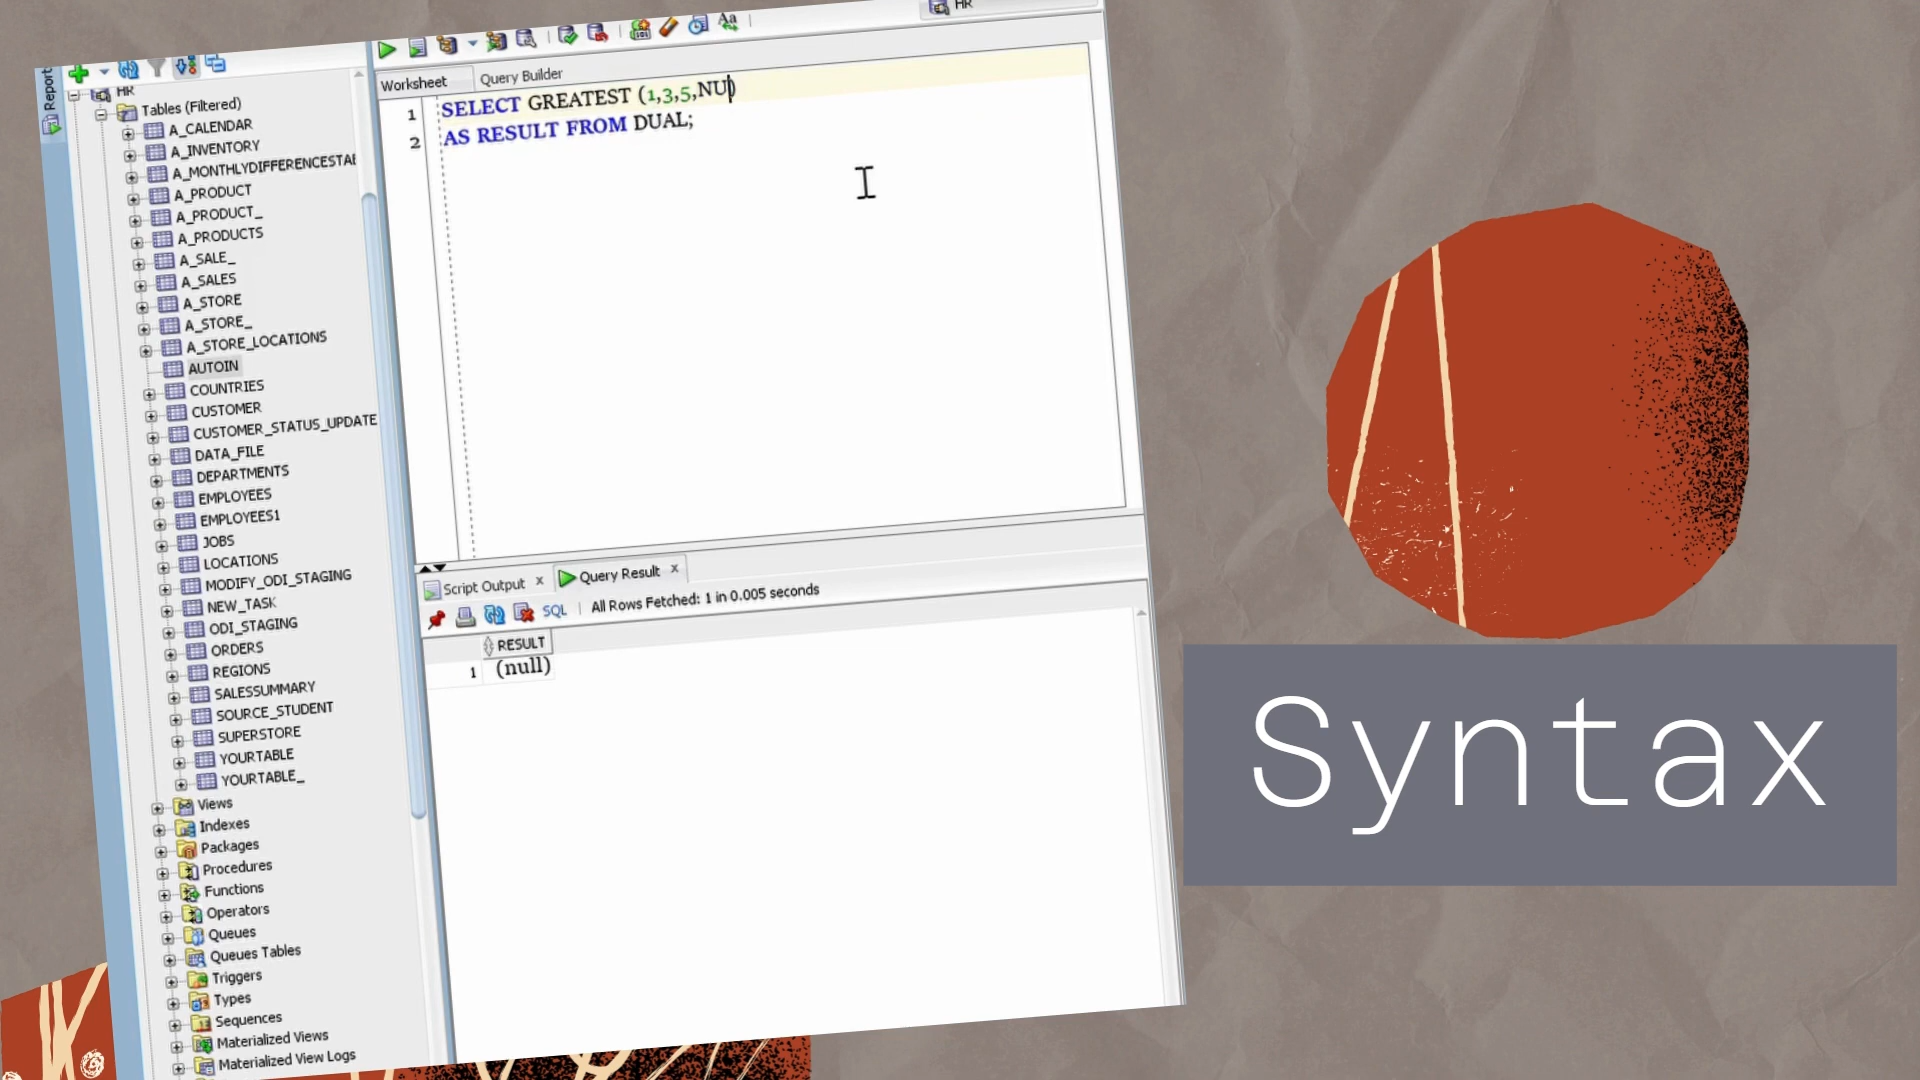 HR
Report
Worksheet
Query Builder
1 SELECT GREATEST (1,3,5,NU)
2 AS RESULT FROM DUAL;
HR
Tables (Filtered)
A_CALENDAR
A_INVENTORY
A_MONTHLYDIFFERENCESTAB
A_PRODUCT
A_PRODUCT_
A_PRODUCTS
A_SALE_
A_SALES
A_STORE
A_STORE_
A_STORE_LOCATIONS
AUTOIN
COUNTRIES
CUSTOMER
CUSTOMER_STATUS_UPDATE
DATA_FILE
DEPARTMENTS
EMPLOYEES
EMPLOYEES1
JOBS
LOCATIONS
MODIFY_ODI_STAGING
NEW_TASK
ODI_STAGING
ORDERS
REGIONS
SALESSUMMARY
SOURCE_STUDENT
SUPERSTORE
YOURTABLE
YOURTABLE_
Views
Indexes
Packages
Procedures
Functions
Operators
Queues
Queues Tables
Triggers
Types
Sequences
Materialized Views
Materialized View Logs
Script Output x
Query Result x
SQL | All Rows Fetched: 1 in 0.005 seconds
RESULT
1 (null)
Syntax